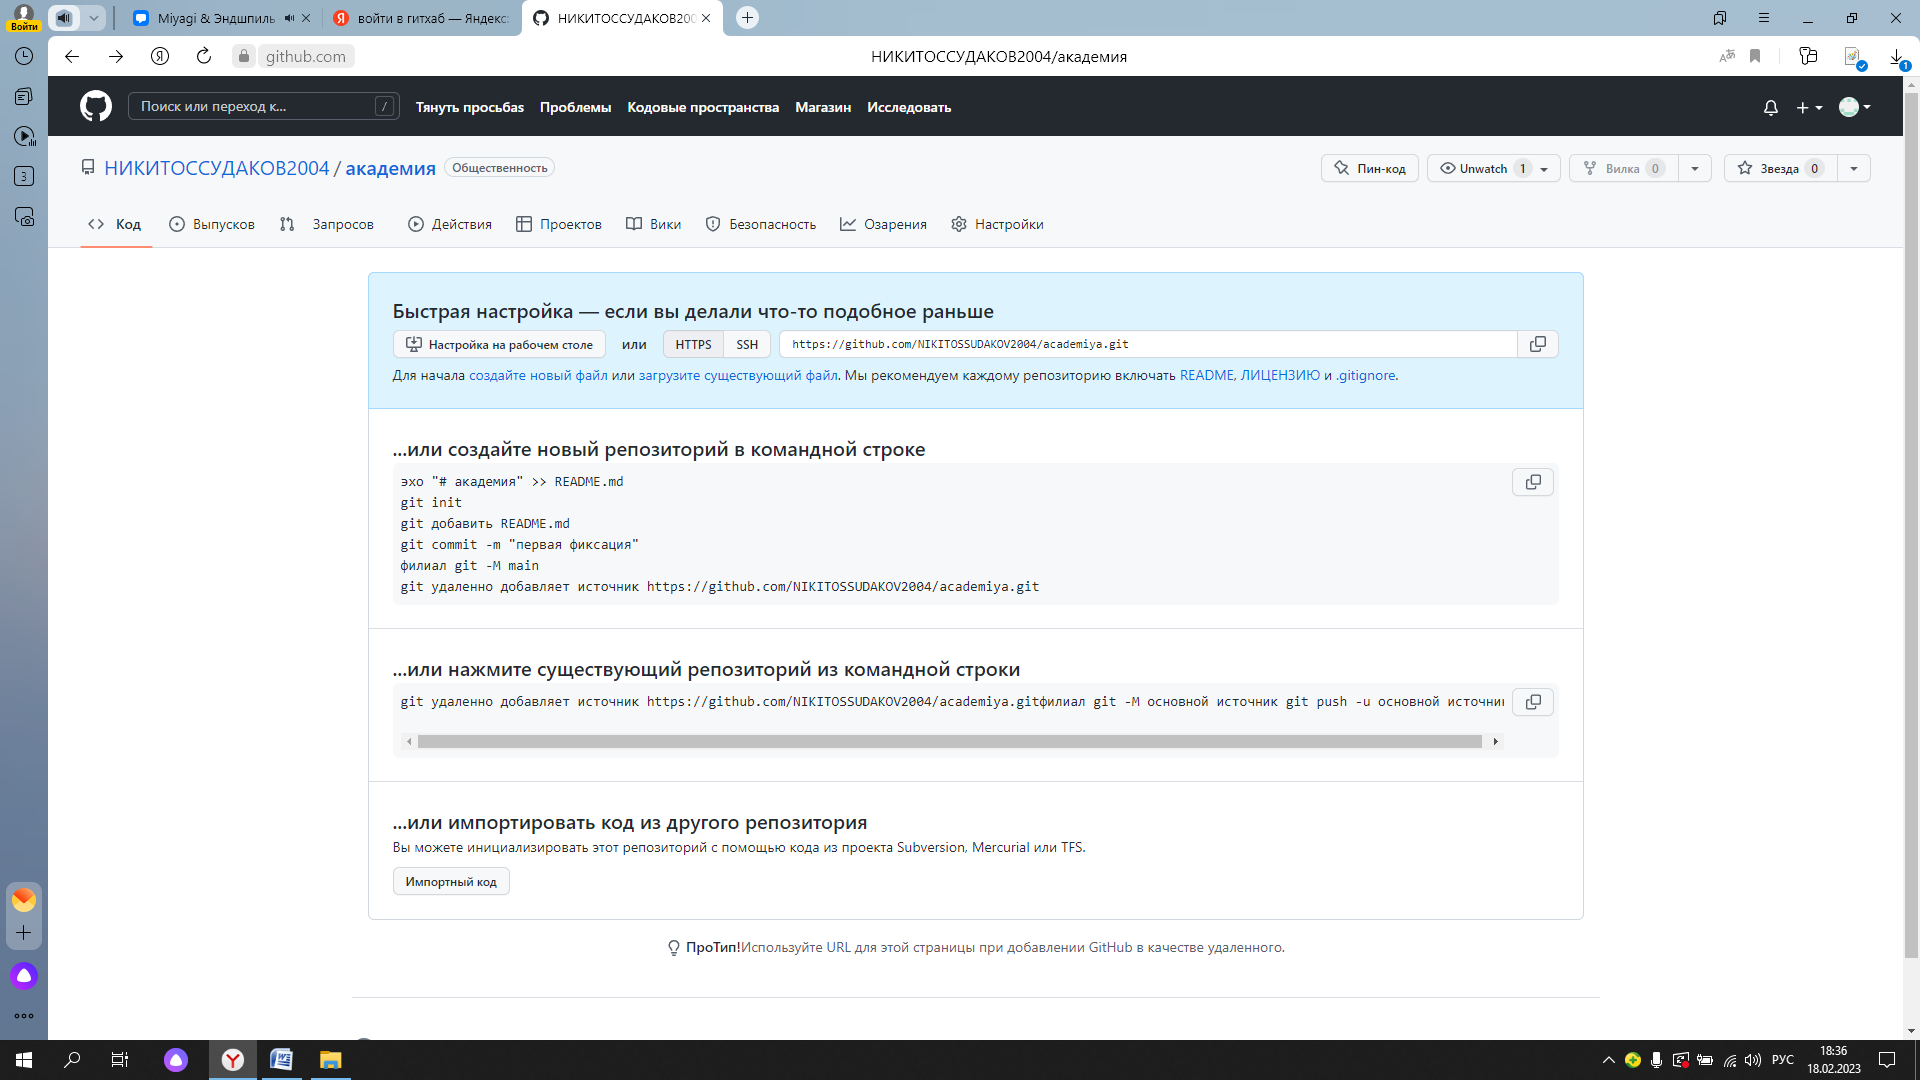 Войти
Miyagi & Эндшпиль
войти в гитхаб — Яндекс
НИКИТОССУДАКОВ200
github.com
НИКИТОССУДАКОВ2004/академия
1
3
Поиск или переход к...
/
Тянуть просьбас
Проблемы
Кодовые пространства
Магазин
Исследовать
НИКИТОССУДАКОВ2004 / академия
Общественность
Пин-код
Unwatch 1
Вилка 0
Звезда 0
Код
Выпусков
Запросов
Действия
Проектов
Вики
Безопасность
Озарения
Настройки
Быстрая настройка — если вы делали что-то подобное раньше
Настройка на рабочем столе
или
HTTPS
SSH
https://github.com/NIKITOSSUDAKOV2004/academiya.git
Для начала создайте новый файл или загрузите существующий файл. Мы рекомендуем каждому репозиторию включать README, ЛИЦЕНЗИЮ и .gitignore.
...или создайте новый репозиторий в командной строке
эхо "# академия" >> README.md
git init
git добавить README.md
git commit -m "первая фиксация"
филиал git -M main
git удаленно добавляет источник https://github.com/NIKITOSSUDAKOV2004/academiya.git
...или нажмите существующий репозиторий из командной строки
git удаленно добавляет источник https://github.com/NIKITOSSUDAKOV2004/academiya.gitфилиал git -M основной источник git push -u основной источник
...или импортировать код из другого репозитория
Вы можете инициализировать этот репозиторий с помощью кода из проекта Subversion, Mercurial или TFS.
Импортный код
ПроТип!Используйте URL для этой страницы при добавлении GitHub в качестве удаленного.
РУС
18:36
18.02.2023